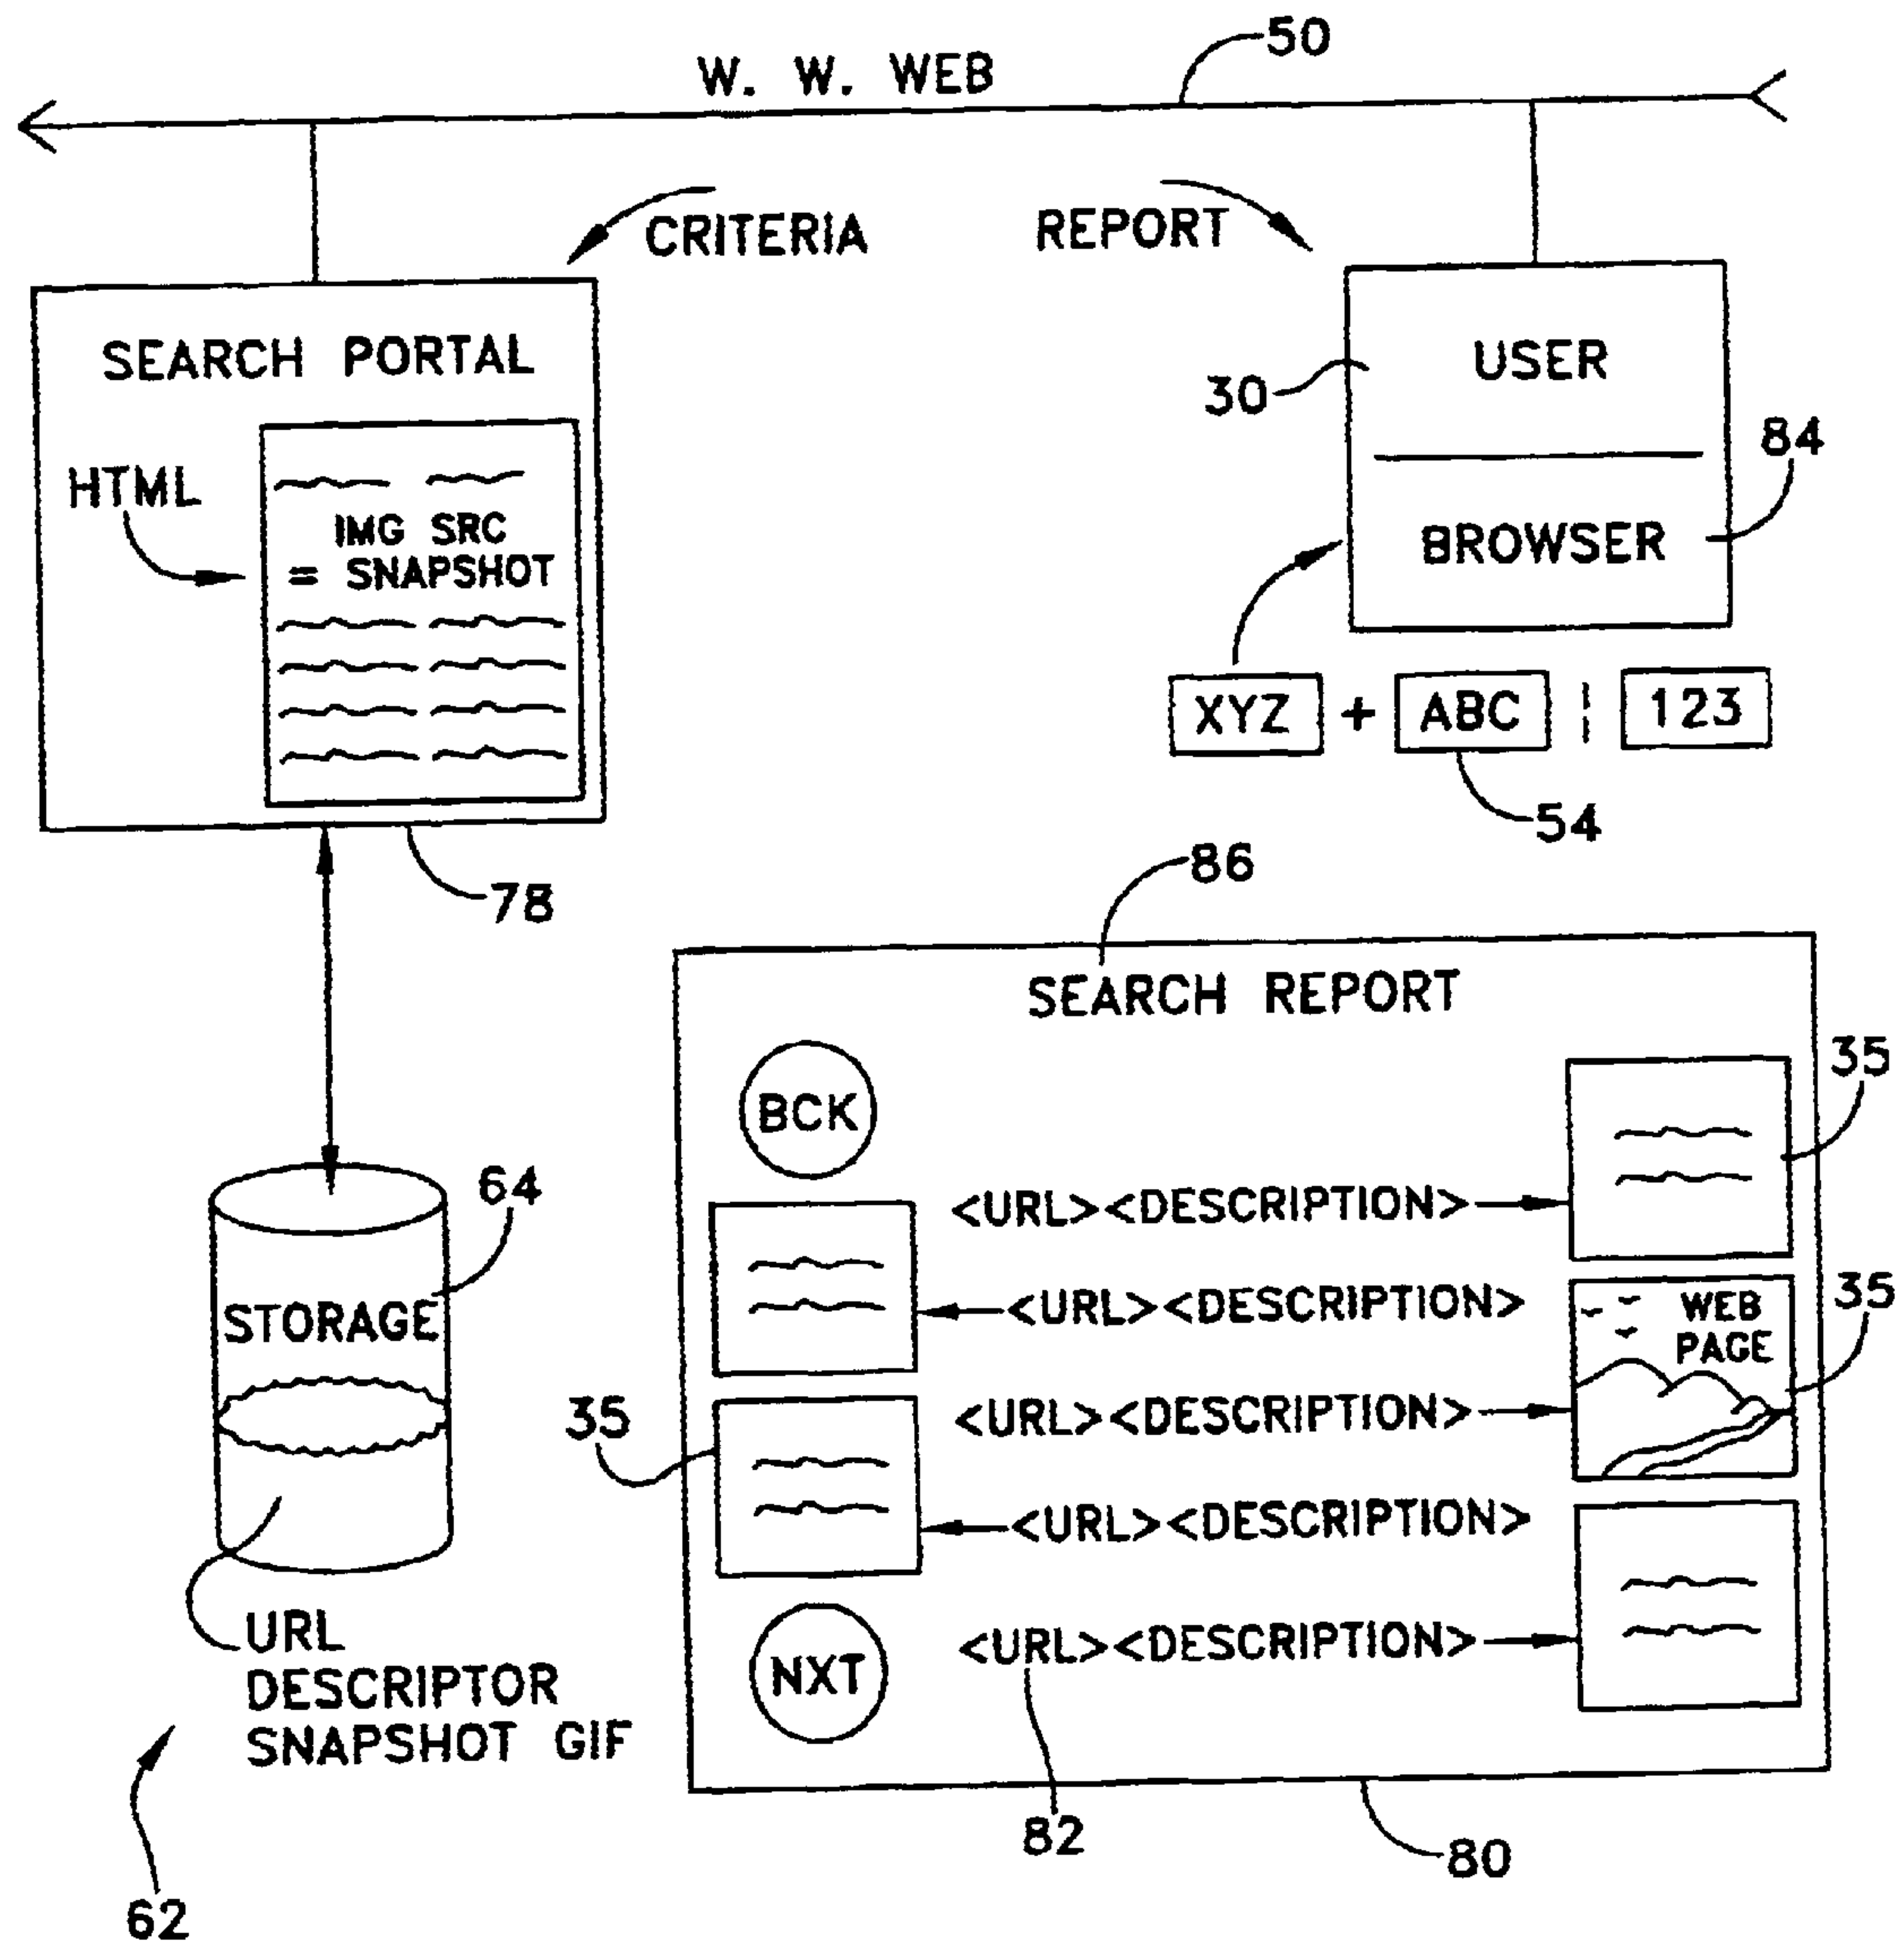 50
W. W. WEB
CRITERIA
REPORT
SEARCH PORTAL
HTML
IMG SRC
= SNAPSHOT
78
USER
30
84
BROWSER
XYZ + ABC ¦ 123
54
86
SEARCH REPORT
BCK
35
<URL><DESCRIPTION>
<URL><DESCRIPTION>
WEB
PAGE
35
<URL><DESCRIPTION>
35
<URL><DESCRIPTION>
<URL><DESCRIPTION>
NXT
82
80
64
STORAGE
URL
DESCRIPTOR
SNAPSHOT GIF
62